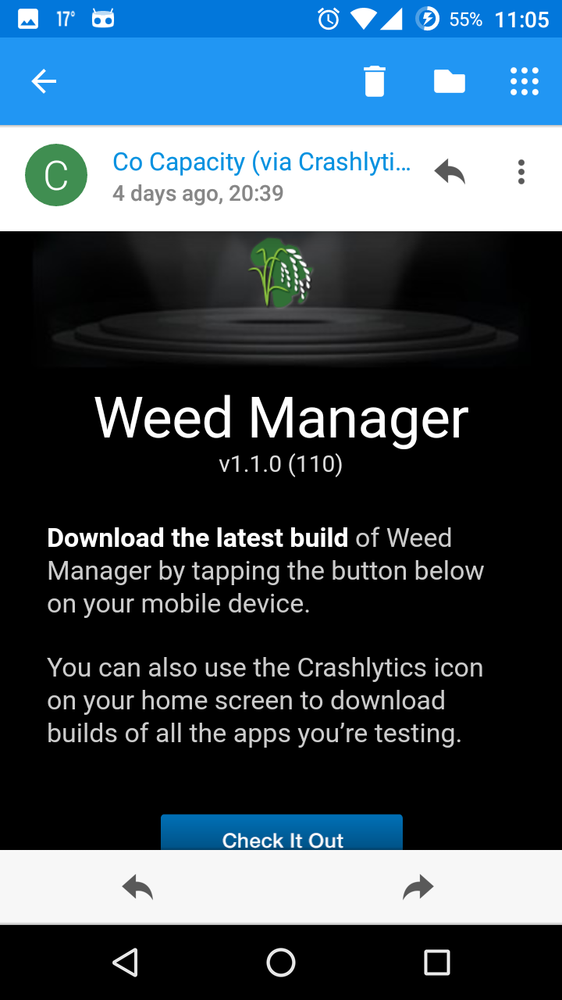 17° 55% 11:05
C
Co Capacity (via Crashlyti...
4 days ago, 20:39
Weed Manager
v1.1.0 (110)
Download the latest build of Weed
Manager by tapping the button below
on your mobile device.
You can also use the Crashlytics icon
on your home screen to download
builds of all the apps you’re testing.
Check It Out